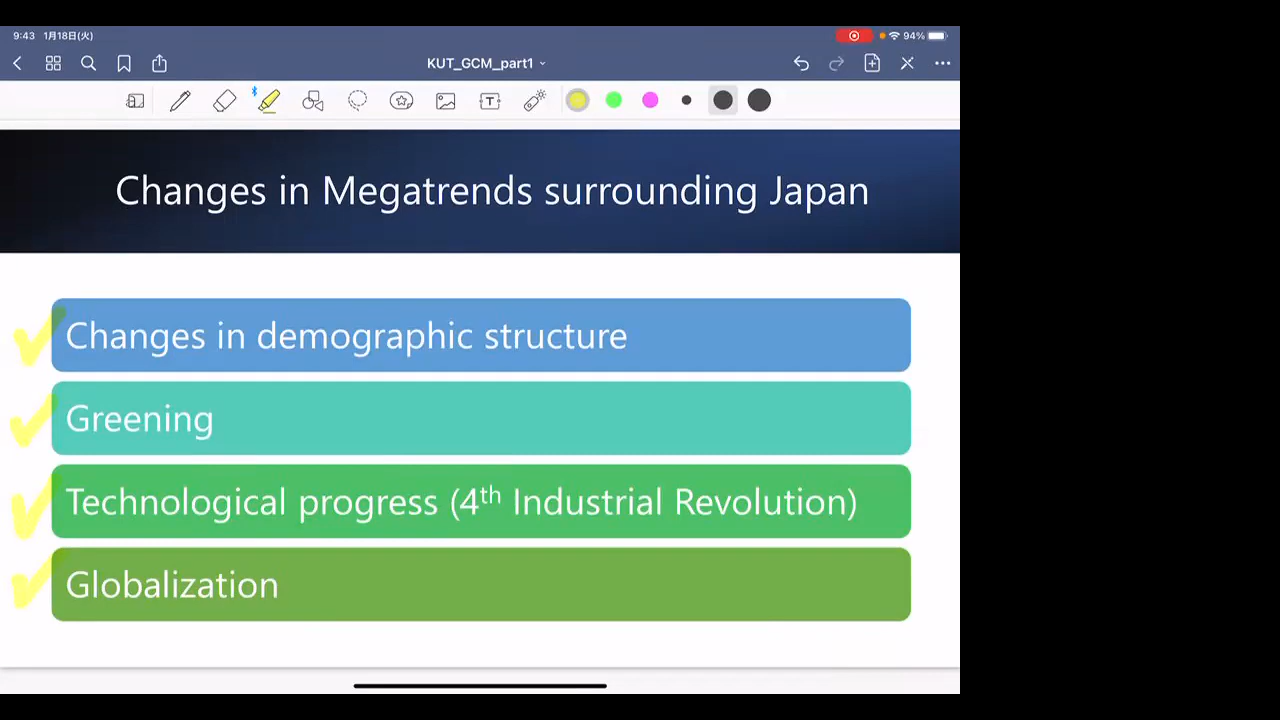 9:43 1月18日(火)
94%
KUT_GCM_part1
T
Changes in Megatrends surrounding Japan
Changes in demographic structure
Greening
Technological progress (4th Industrial Revolution)
Globalization